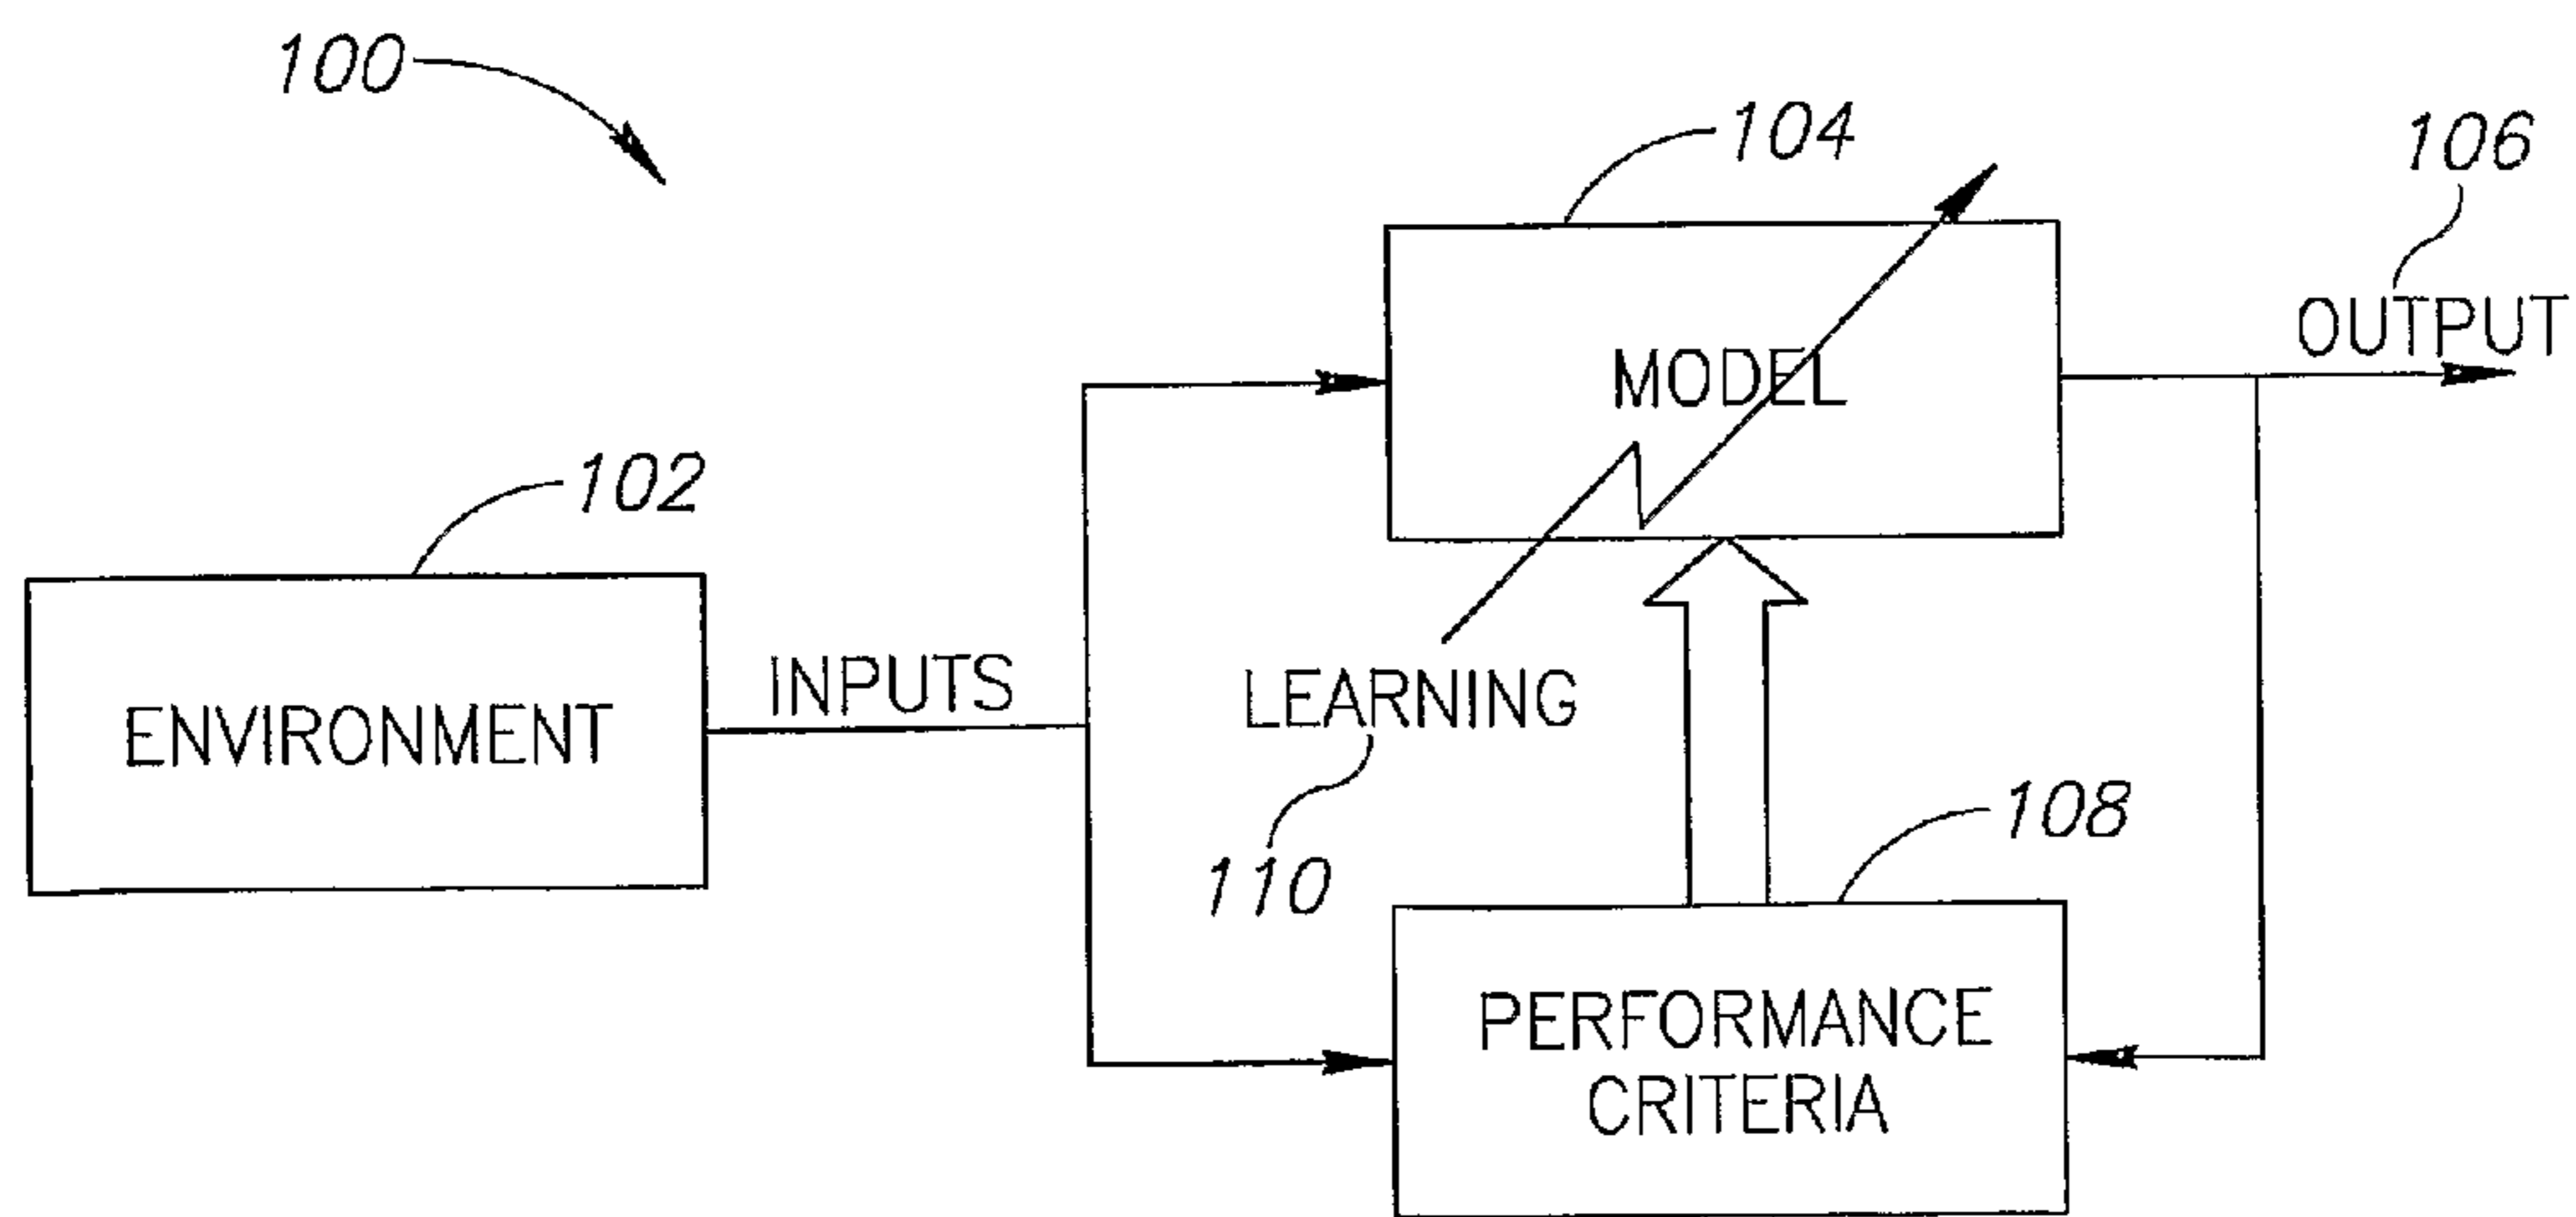 100
104
106
OUTPUT
MODEL
102
INPUTS
LEARNING
ENVIRONMENT
108
110
PERFORMANCE
CRITERIA